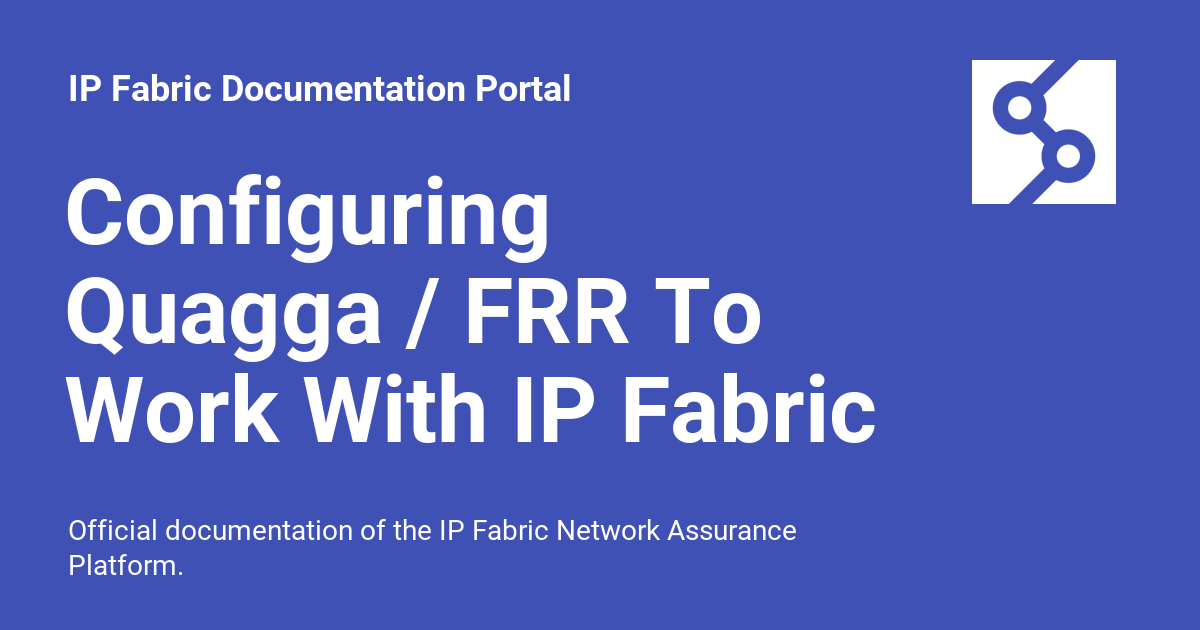 IP Fabric Documentation Portal
Configuring
Quagga / FRR To
Work With IP Fabric
Official documentation of the IP Fabric Network Assurance
Platform.